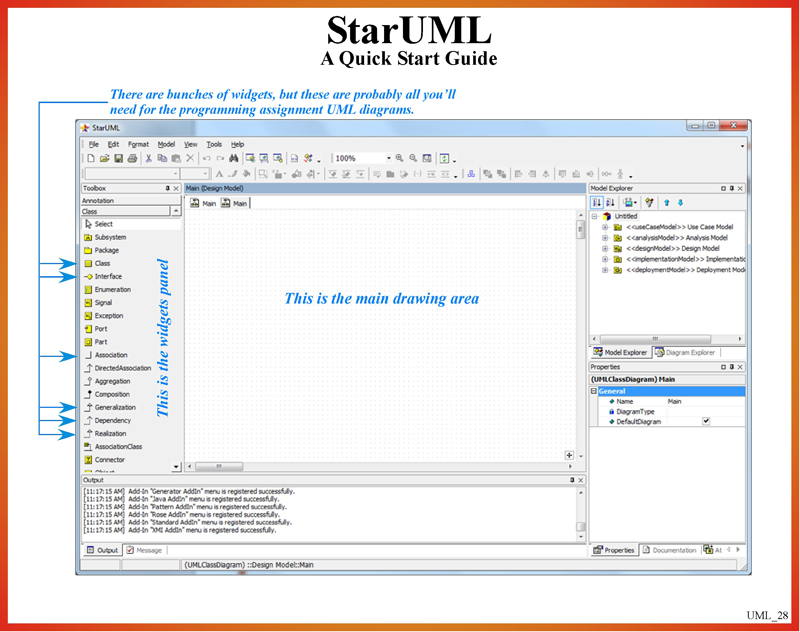 StarUML
A Quick Start Guide
There are bunches of widgets, but these are probably all you'll
need for the programming assignment UML diagrams.
StarUML
File Edit Format Model View Tools Help
100%
Toolbox
Annotation
Class
Select
Subsystem
Package
Class
Interface
Enumeration
Signal
Exception
Port
Part
Association
DirectedAssociation
Aggregation
Composition
Generalization
Dependency
Realization
AssociationClass
Connector
Object
This is the widgets panel
Main (Design Model)
Main Main
This is the main drawing area
Model Explorer
Untitled
<<useCaseModel>> Use Case Model
<<analysisModel>> Analysis Model
<<designModel>> Design Model
<<implementationModel>> Implementation
<<deploymentModel>> Deployment Mode
Model Explorer Diagram Explorer
Properties
(UMLClassDiagram) Main
General
Name Main
DiagramType
DefaultDiagram
Output
[11:17:15 AM] Add-In "Generator AddIn" menu is registered successfully.
[11:17:15 AM] Add-In "Java AddIn" menu is registered successfully.
[11:17:15 AM] Add-In "Pattern AddIn" menu is registered successfully.
[11:17:15 AM] Add-In "Rose AddIn" menu is registered successfully.
[11:17:15 AM] Add-In "Standard AddIn" menu is registered successfully.
[11:17:15 AM] Add-In "XMI AddIn" menu is registered successfully.
Output Message
Properties Documentation At
(UMLClassDiagram) ::Design Model::Main
UML_28